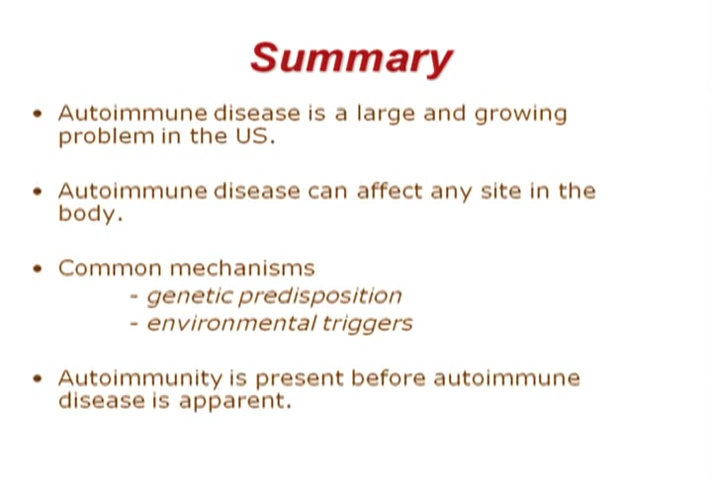 Summary
• Autoimmune disease is a large and growing
problem in the US.
• Autoimmune disease can affect any site in the
body.
• Common mechanisms
- genetic predisposition
- environmental triggers
• Autoimmunity is present before autoimmune
disease is apparent.